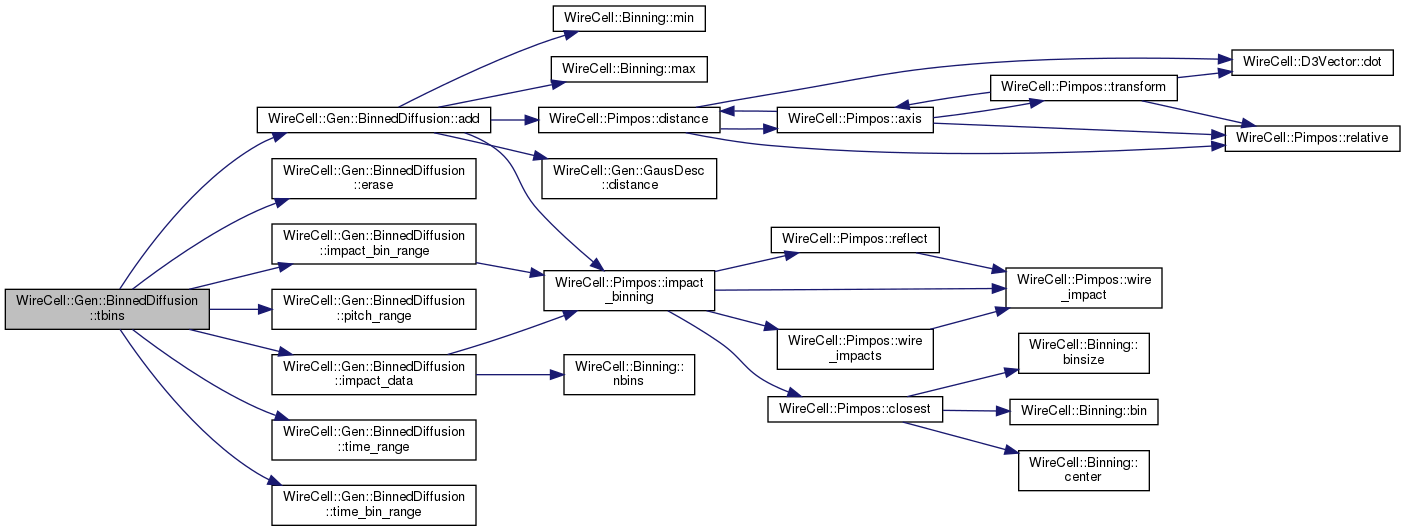 WireCell::Gen::BinnedDiffusion
::tbins
WireCell::Gen::BinnedDiffusion::add
WireCell::Gen::BinnedDiffusion
::erase
WireCell::Gen::BinnedDiffusion
::impact_bin_range
WireCell::Gen::BinnedDiffusion
::pitch_range
WireCell::Gen::BinnedDiffusion
::impact_data
WireCell::Gen::BinnedDiffusion
::time_range
WireCell::Gen::BinnedDiffusion
::time_bin_range
WireCell::Binning::min
WireCell::Binning::max
WireCell::Pimpos::distance
WireCell::Gen::GausDesc
::distance
WireCell::Pimpos::impact
_binning
WireCell::Binning::
nbins
WireCell::Pimpos::axis
WireCell::Pimpos::reflect
WireCell::Pimpos::wire
_impacts
WireCell::Pimpos::closest
WireCell::Pimpos::transform
WireCell::Pimpos::wire
_impact
WireCell::Binning::
binsize
WireCell::Binning::bin
WireCell::Binning::
center
WireCell::D3Vector::dot
WireCell::Pimpos::relative